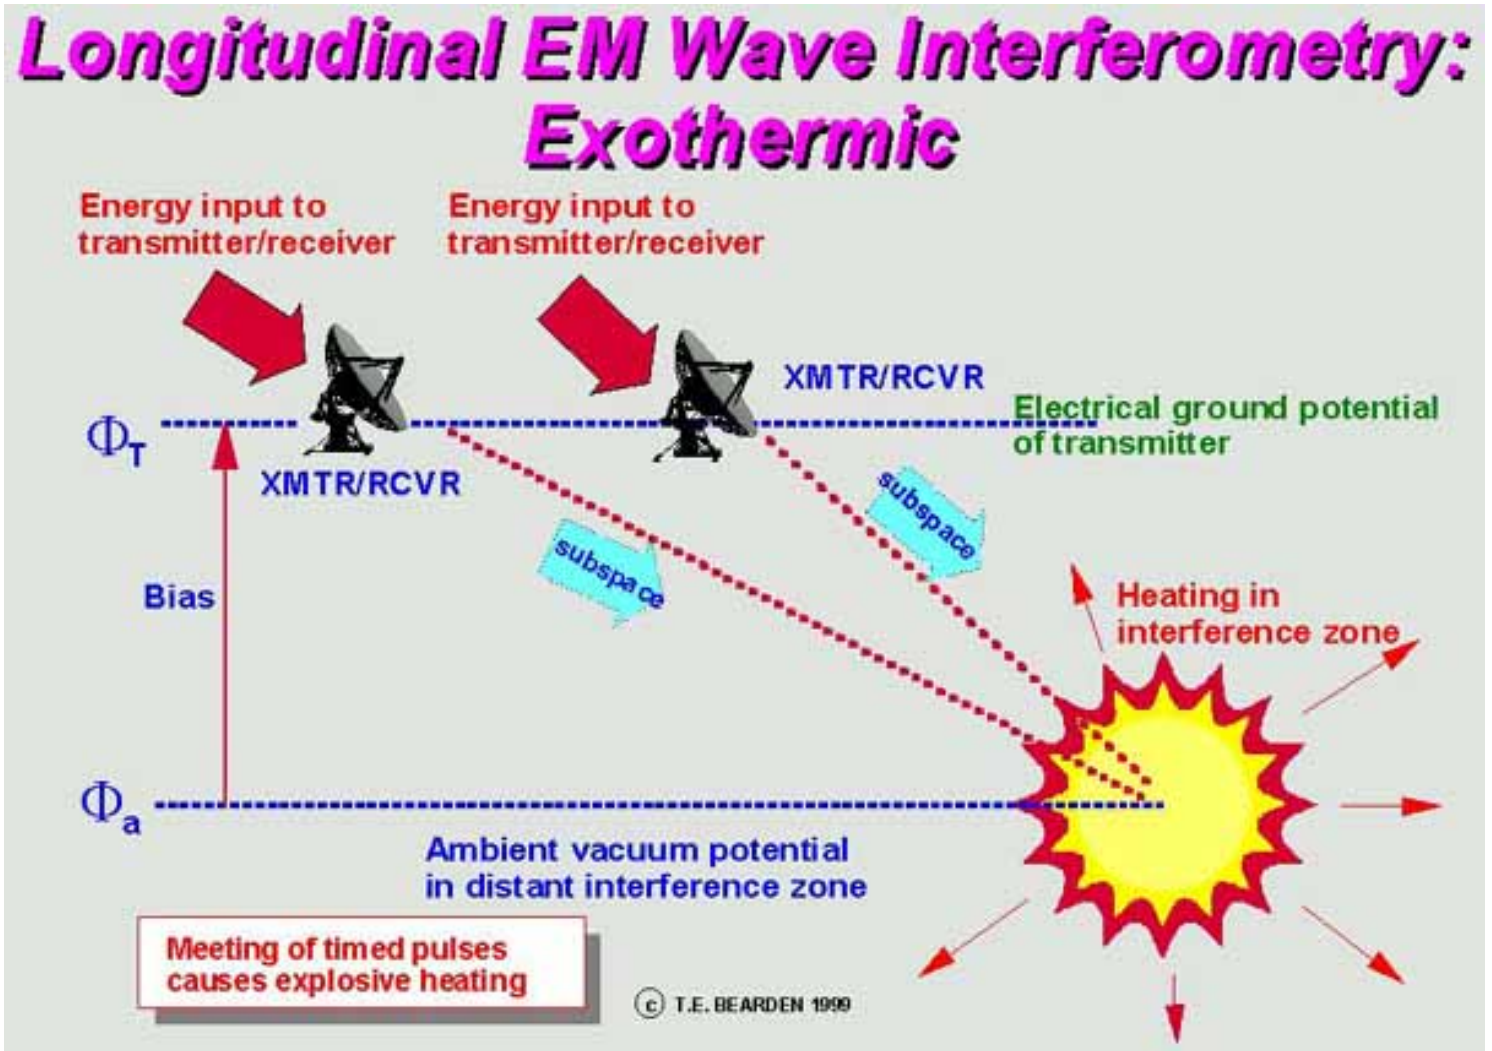 Longitudinal EM Wave Interferometry:
Exothermic
Energy input to
transmitter/receiver
Energy input to
transmitter/receiver
XMTR/RCVR
Electrical ground potential
of transmitter
ΦT
XMTR/RCVR
subspace
subspace
Bias
Heating in
interference zone
Φa
Ambient vacuum potential
in distant interference zone
Meeting of timed pulses
causes explosive heating
c T.E. BEARDEN 1999